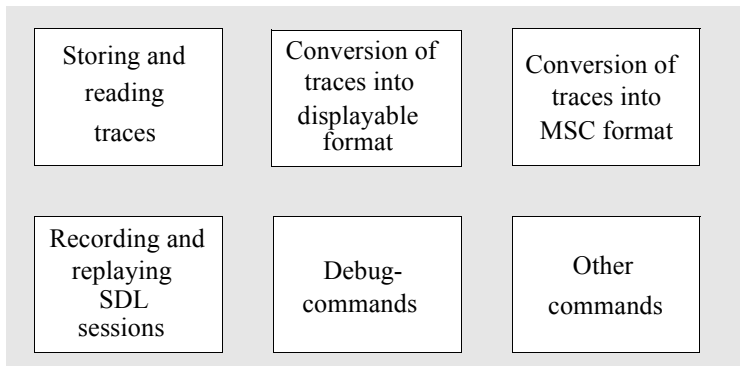 Storing and
reading
traces
Conversion of
traces into
displayable
format
Conversion of
traces into
MSC format
Recording and
replaying
SDL
sessions
Debug-
commands
Other
commands